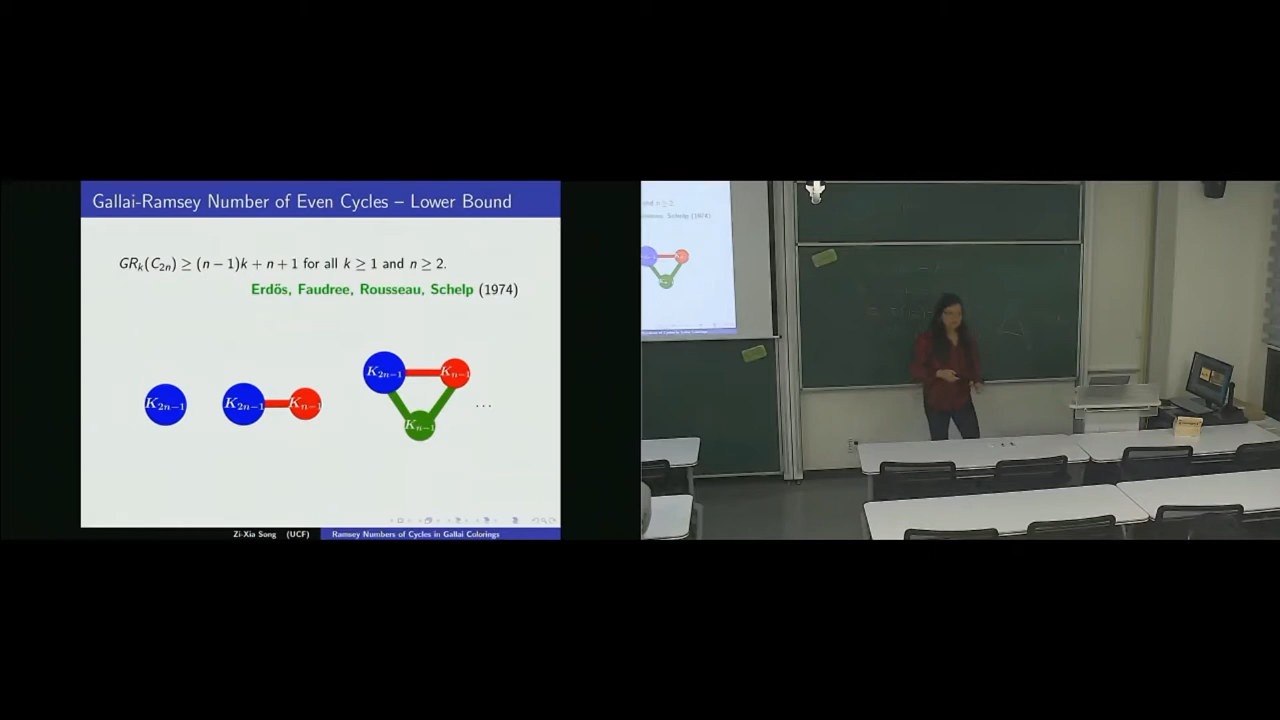 Gallai-Ramsey Number of Even Cycles – Lower Bound
GR_k(C_{2n}) ≥ (n − 1)k + n + 1 for all k ≥ 1 and n ≥ 2.
Erdős, Faudree, Rousseau, Schelp (1974)
K_{2n−1}
K_{2n−1} K_{n−1}
K_{2n−1} K_{n−1}
K_{n−1}
...
Zi-Xia Song (UCF) Ramsey Numbers of Cycles in Gallai Colorings